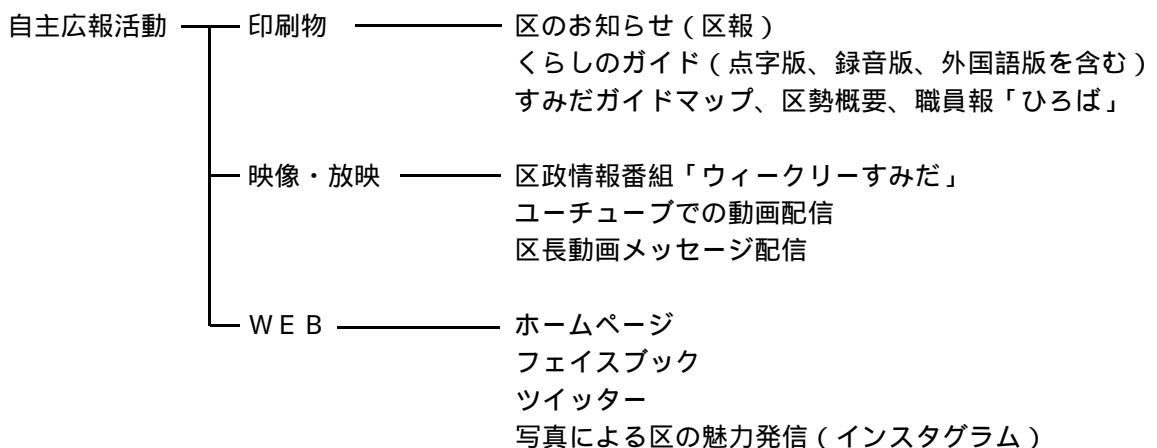 自主広報活動 印刷物 区のお知らせ（区報）
くらしのガイド（点字版、録音版、外国語版を含む）
すみだガイドマップ、区勢概要、職員報「ひろば」
映像・放映 区政情報番組「ウィークリーすみだ」
ユーチューブでの動画配信
区長動画メッセージ配信
ＷＥＢ ホームページ
フェイスブック
ツイッター
写真による区の魅力発信（インスタグラム）